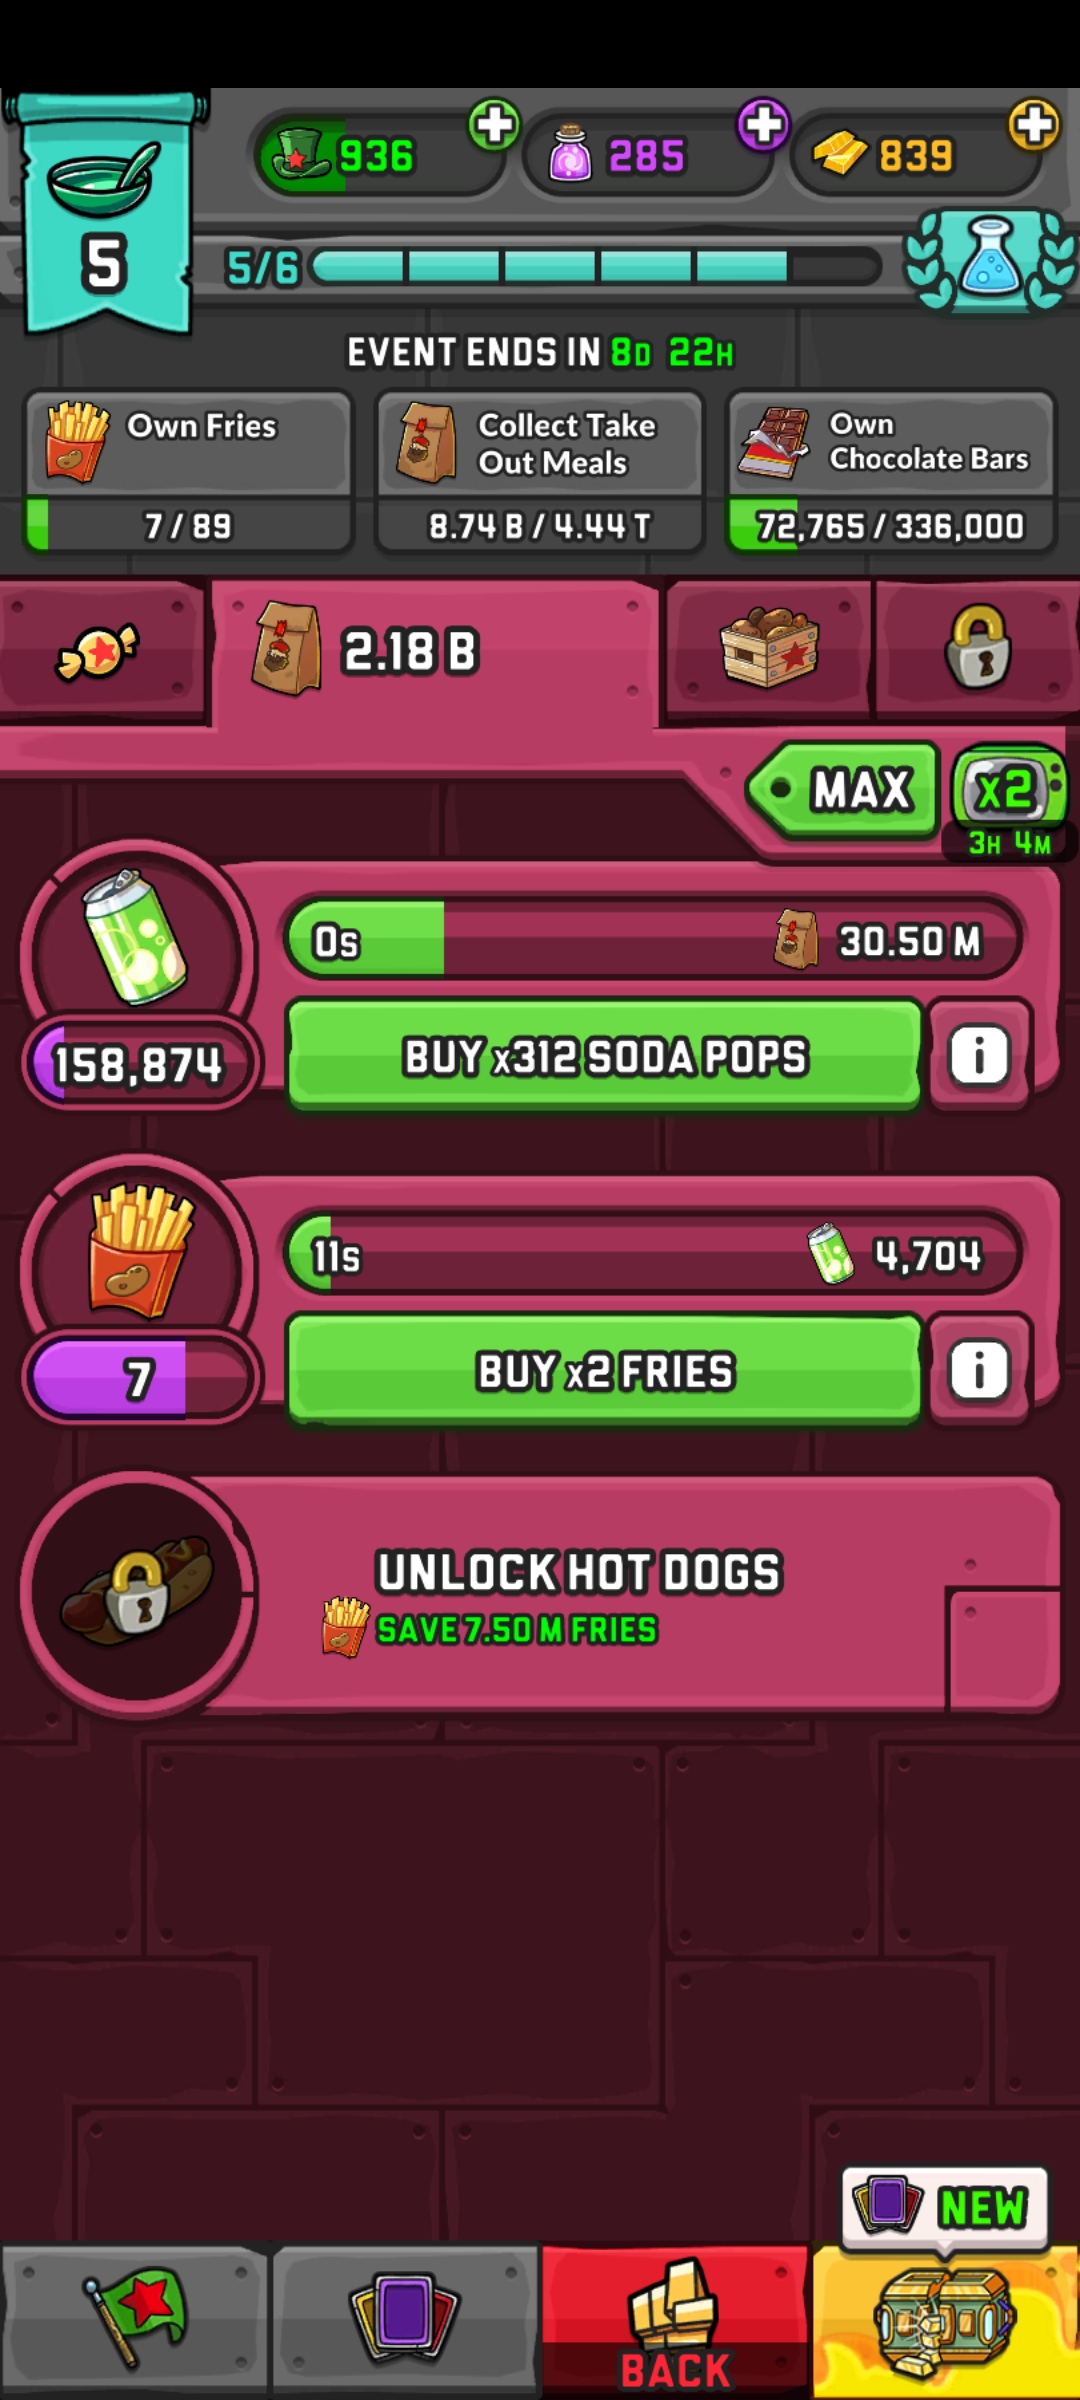 936
285
839
5
5/6
EVENT ENDS IN 8D 22H
Own Fries
7 / 89
Collect Take
Out Meals
8.74 B / 4.44 T
Own
Chocolate Bars
72,765 / 336,000
2.18 B
MAX
x2
3H 4M
0s
30.50 M
158,874
BUY x312 SODA POPS
i
11s
4,704
7
BUY x2 FRIES
i
UNLOCK HOT DOGS
SAVE 7.50 M FRIES
NEW
BACK